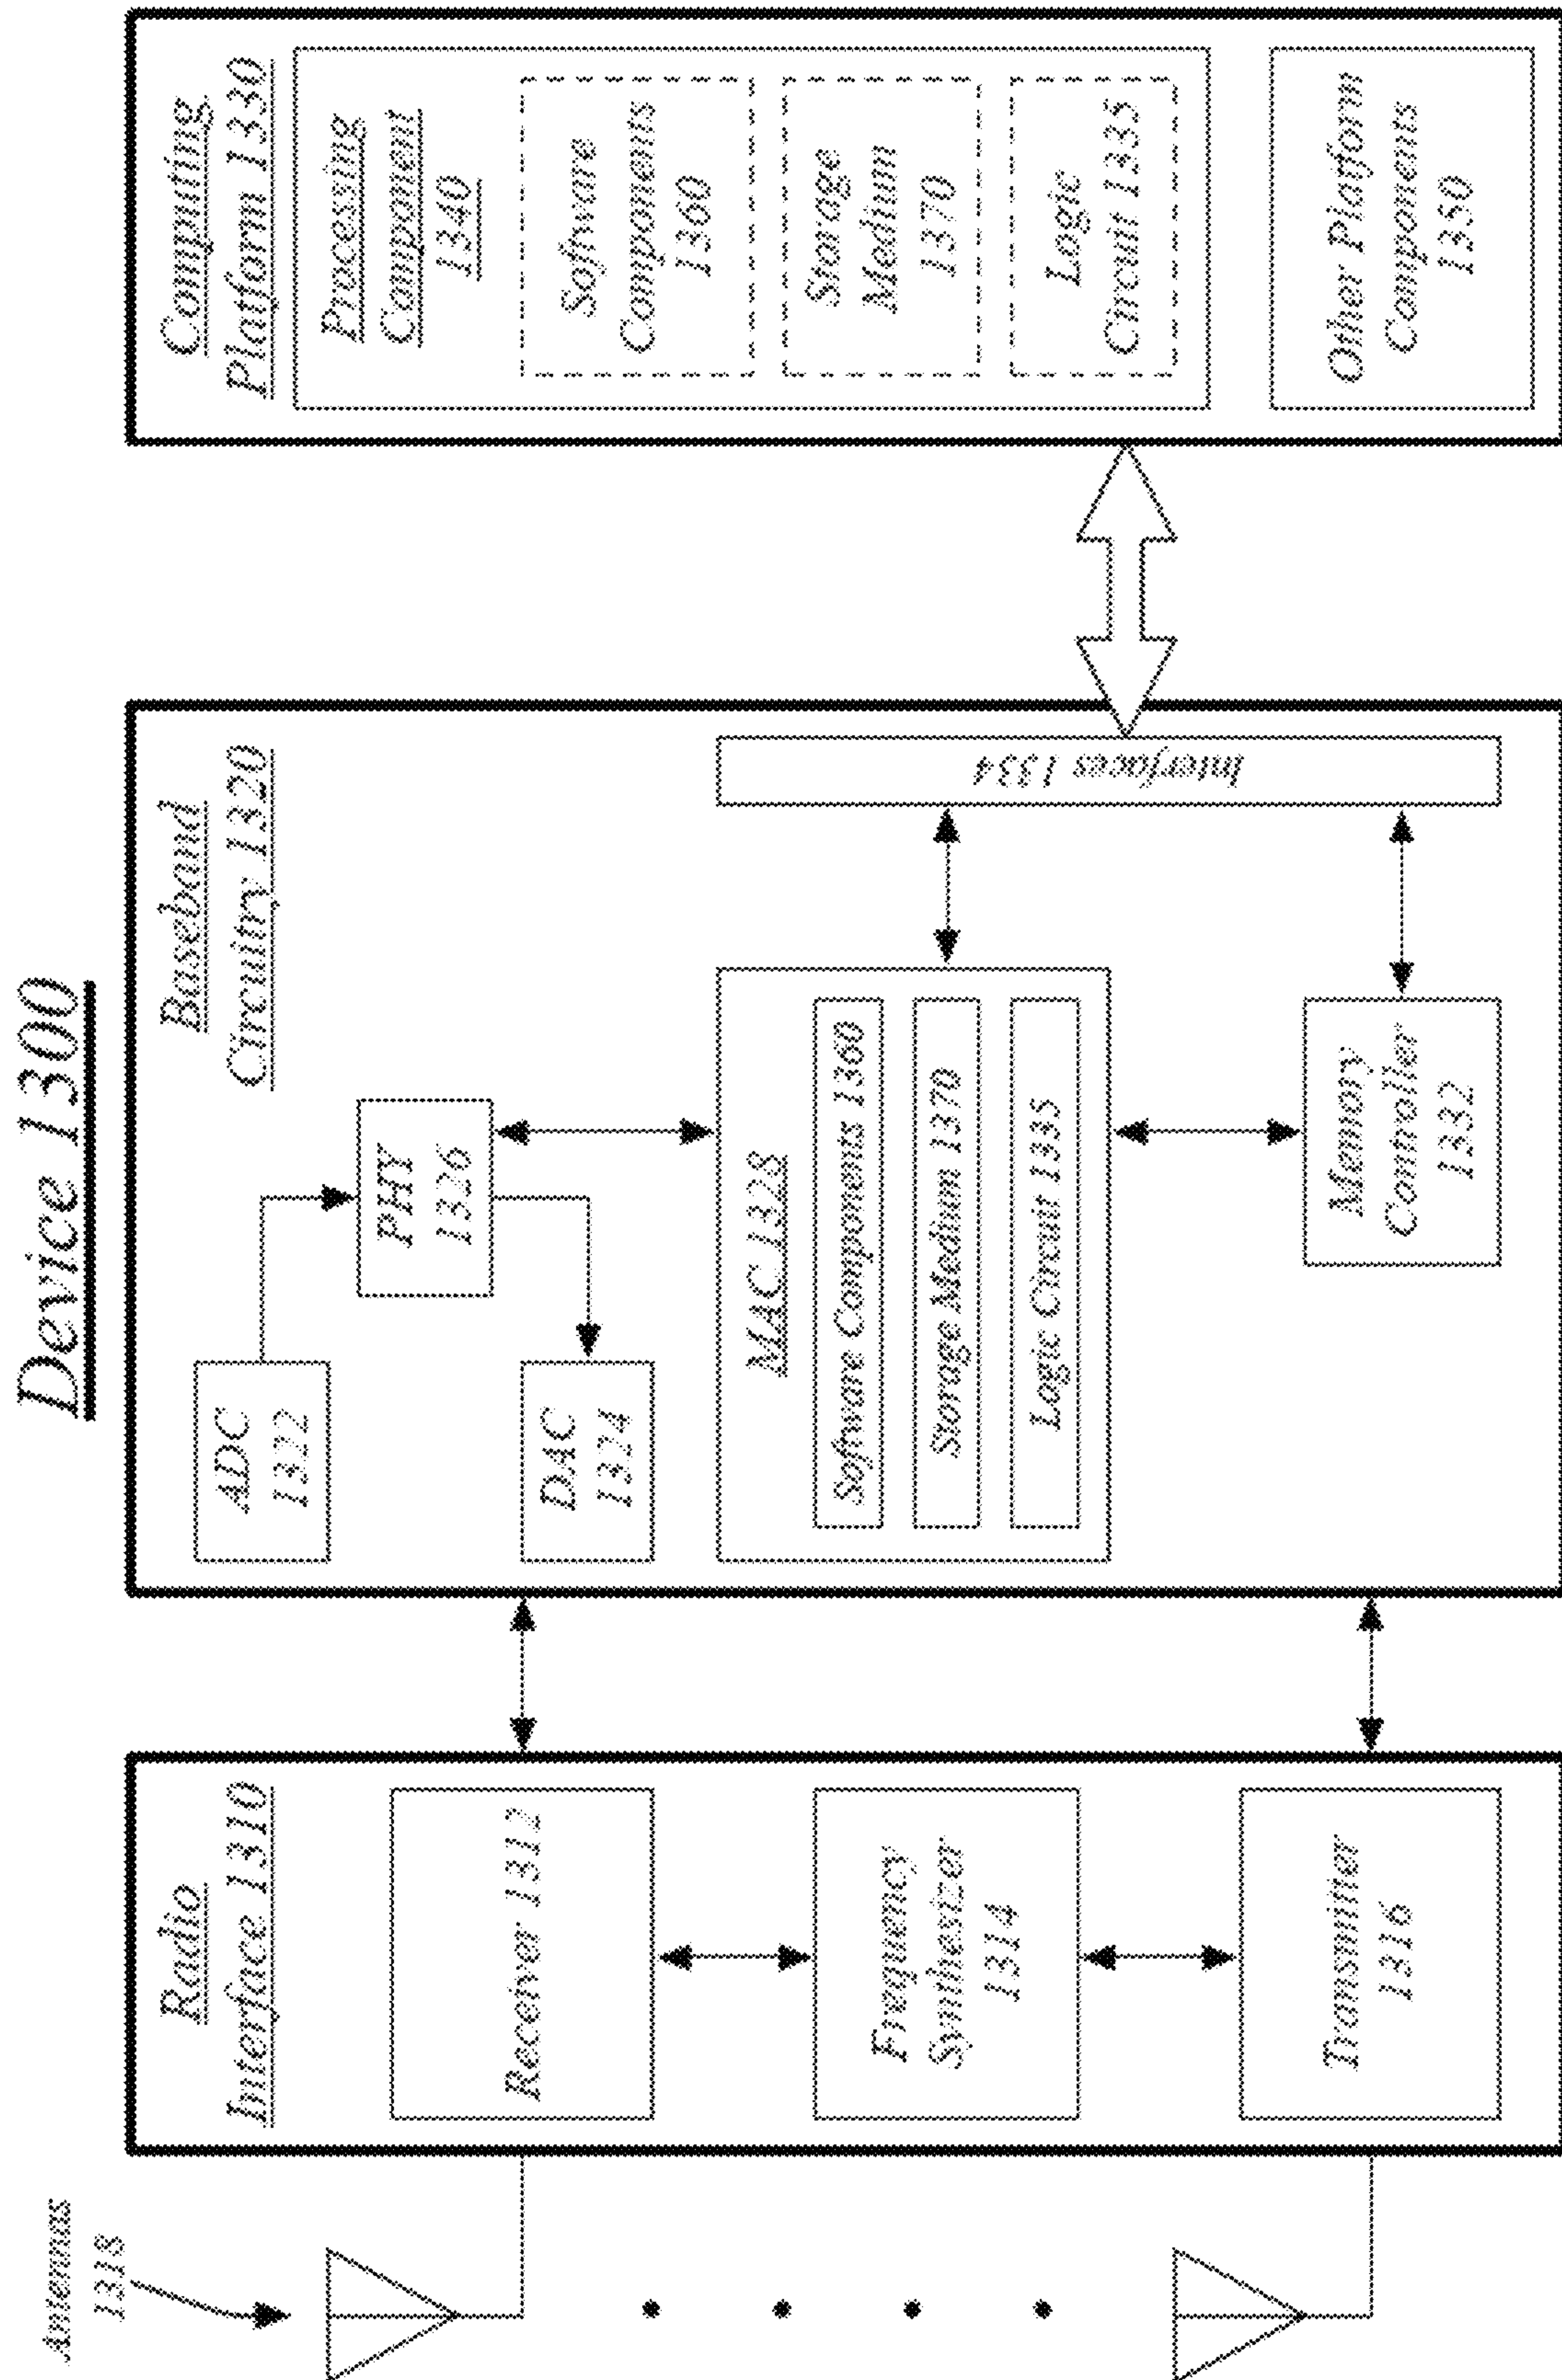 Device 1300
Antennas
1318
Radio
Interface 1310
Receiver 1312
Frequency
Synthesizer
1314
Transmitter
1316
Baseband
Circuitry 1320
ADC
1322
PHY
1326
DAC
1324
MAC 1328
Software Components 1360
Storage Medium 1370
Logic Circuit 1335
Memory
Controller
1332
Interfaces 1334
Computing
Platform 1330
Processing
Component
1340
Software
Components
1360
Storage
Medium
1370
Logic
Circuit 1335
Other Platform
Components
1350